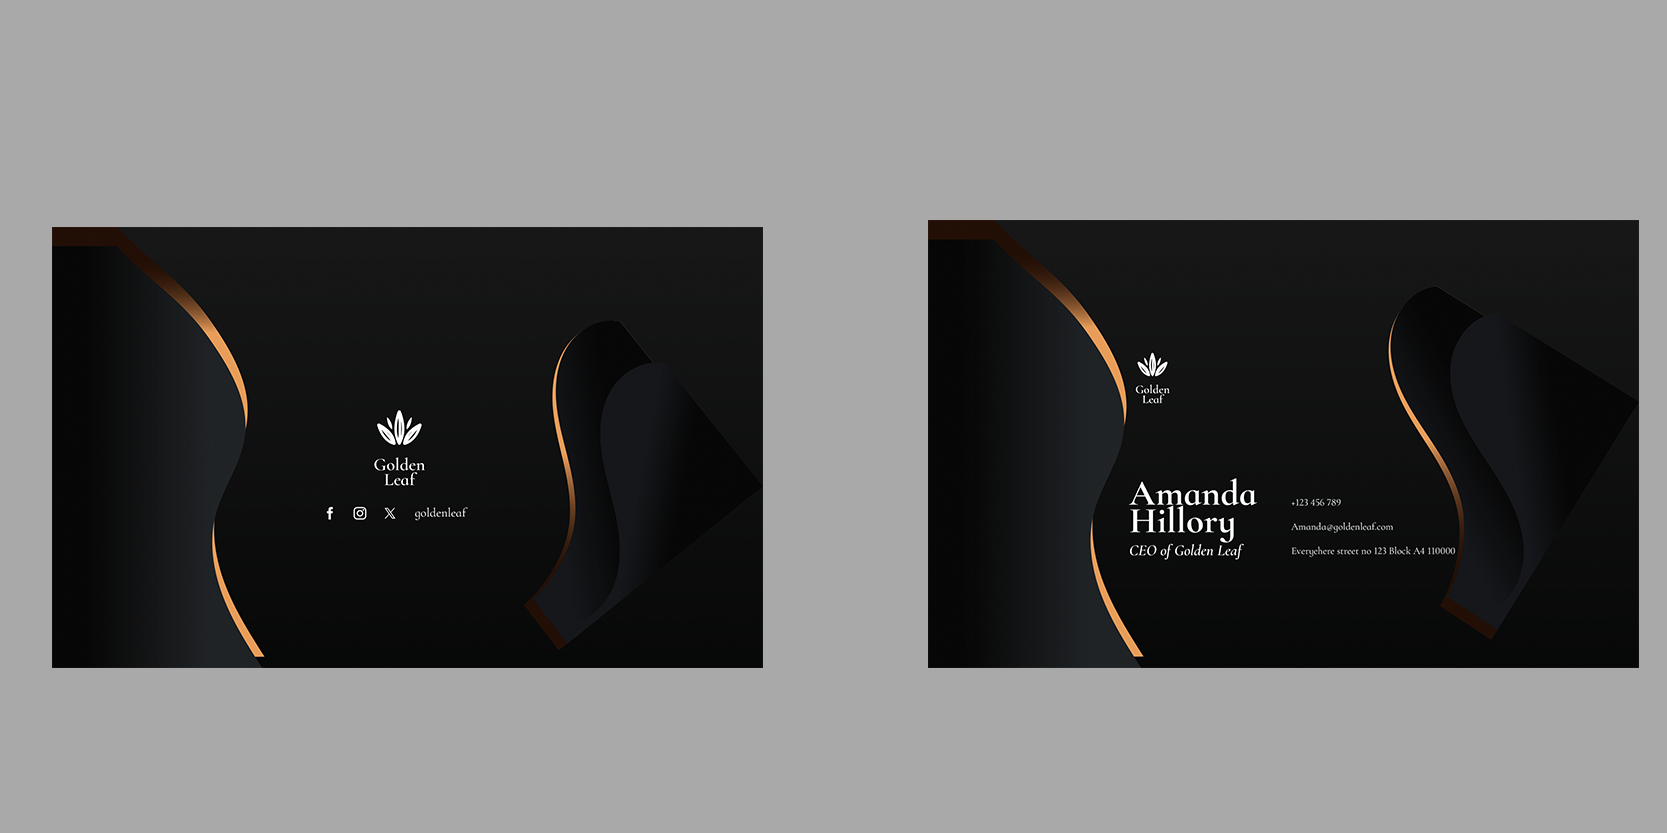 Golden
Leaf
goldenleaf
Golden
Leaf
Amanda
Hillory
CEO of Golden Leaf
+123 456 789
Amanda@goldenleaf.com
Everyehere street no 123 Block A4 110000